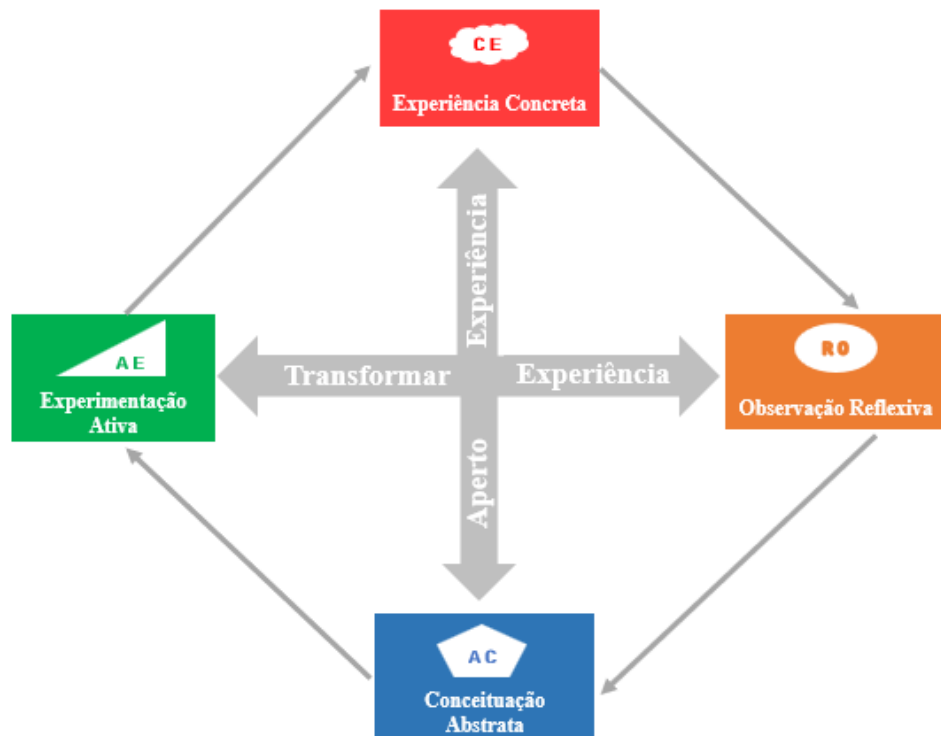 CE
Experiência Concreta
Experiência
AE
Experimentação
Ativa
Transformar
Experiência
RO
Observação Reflexiva
Aperto
AC
Conceituação
Abstrata